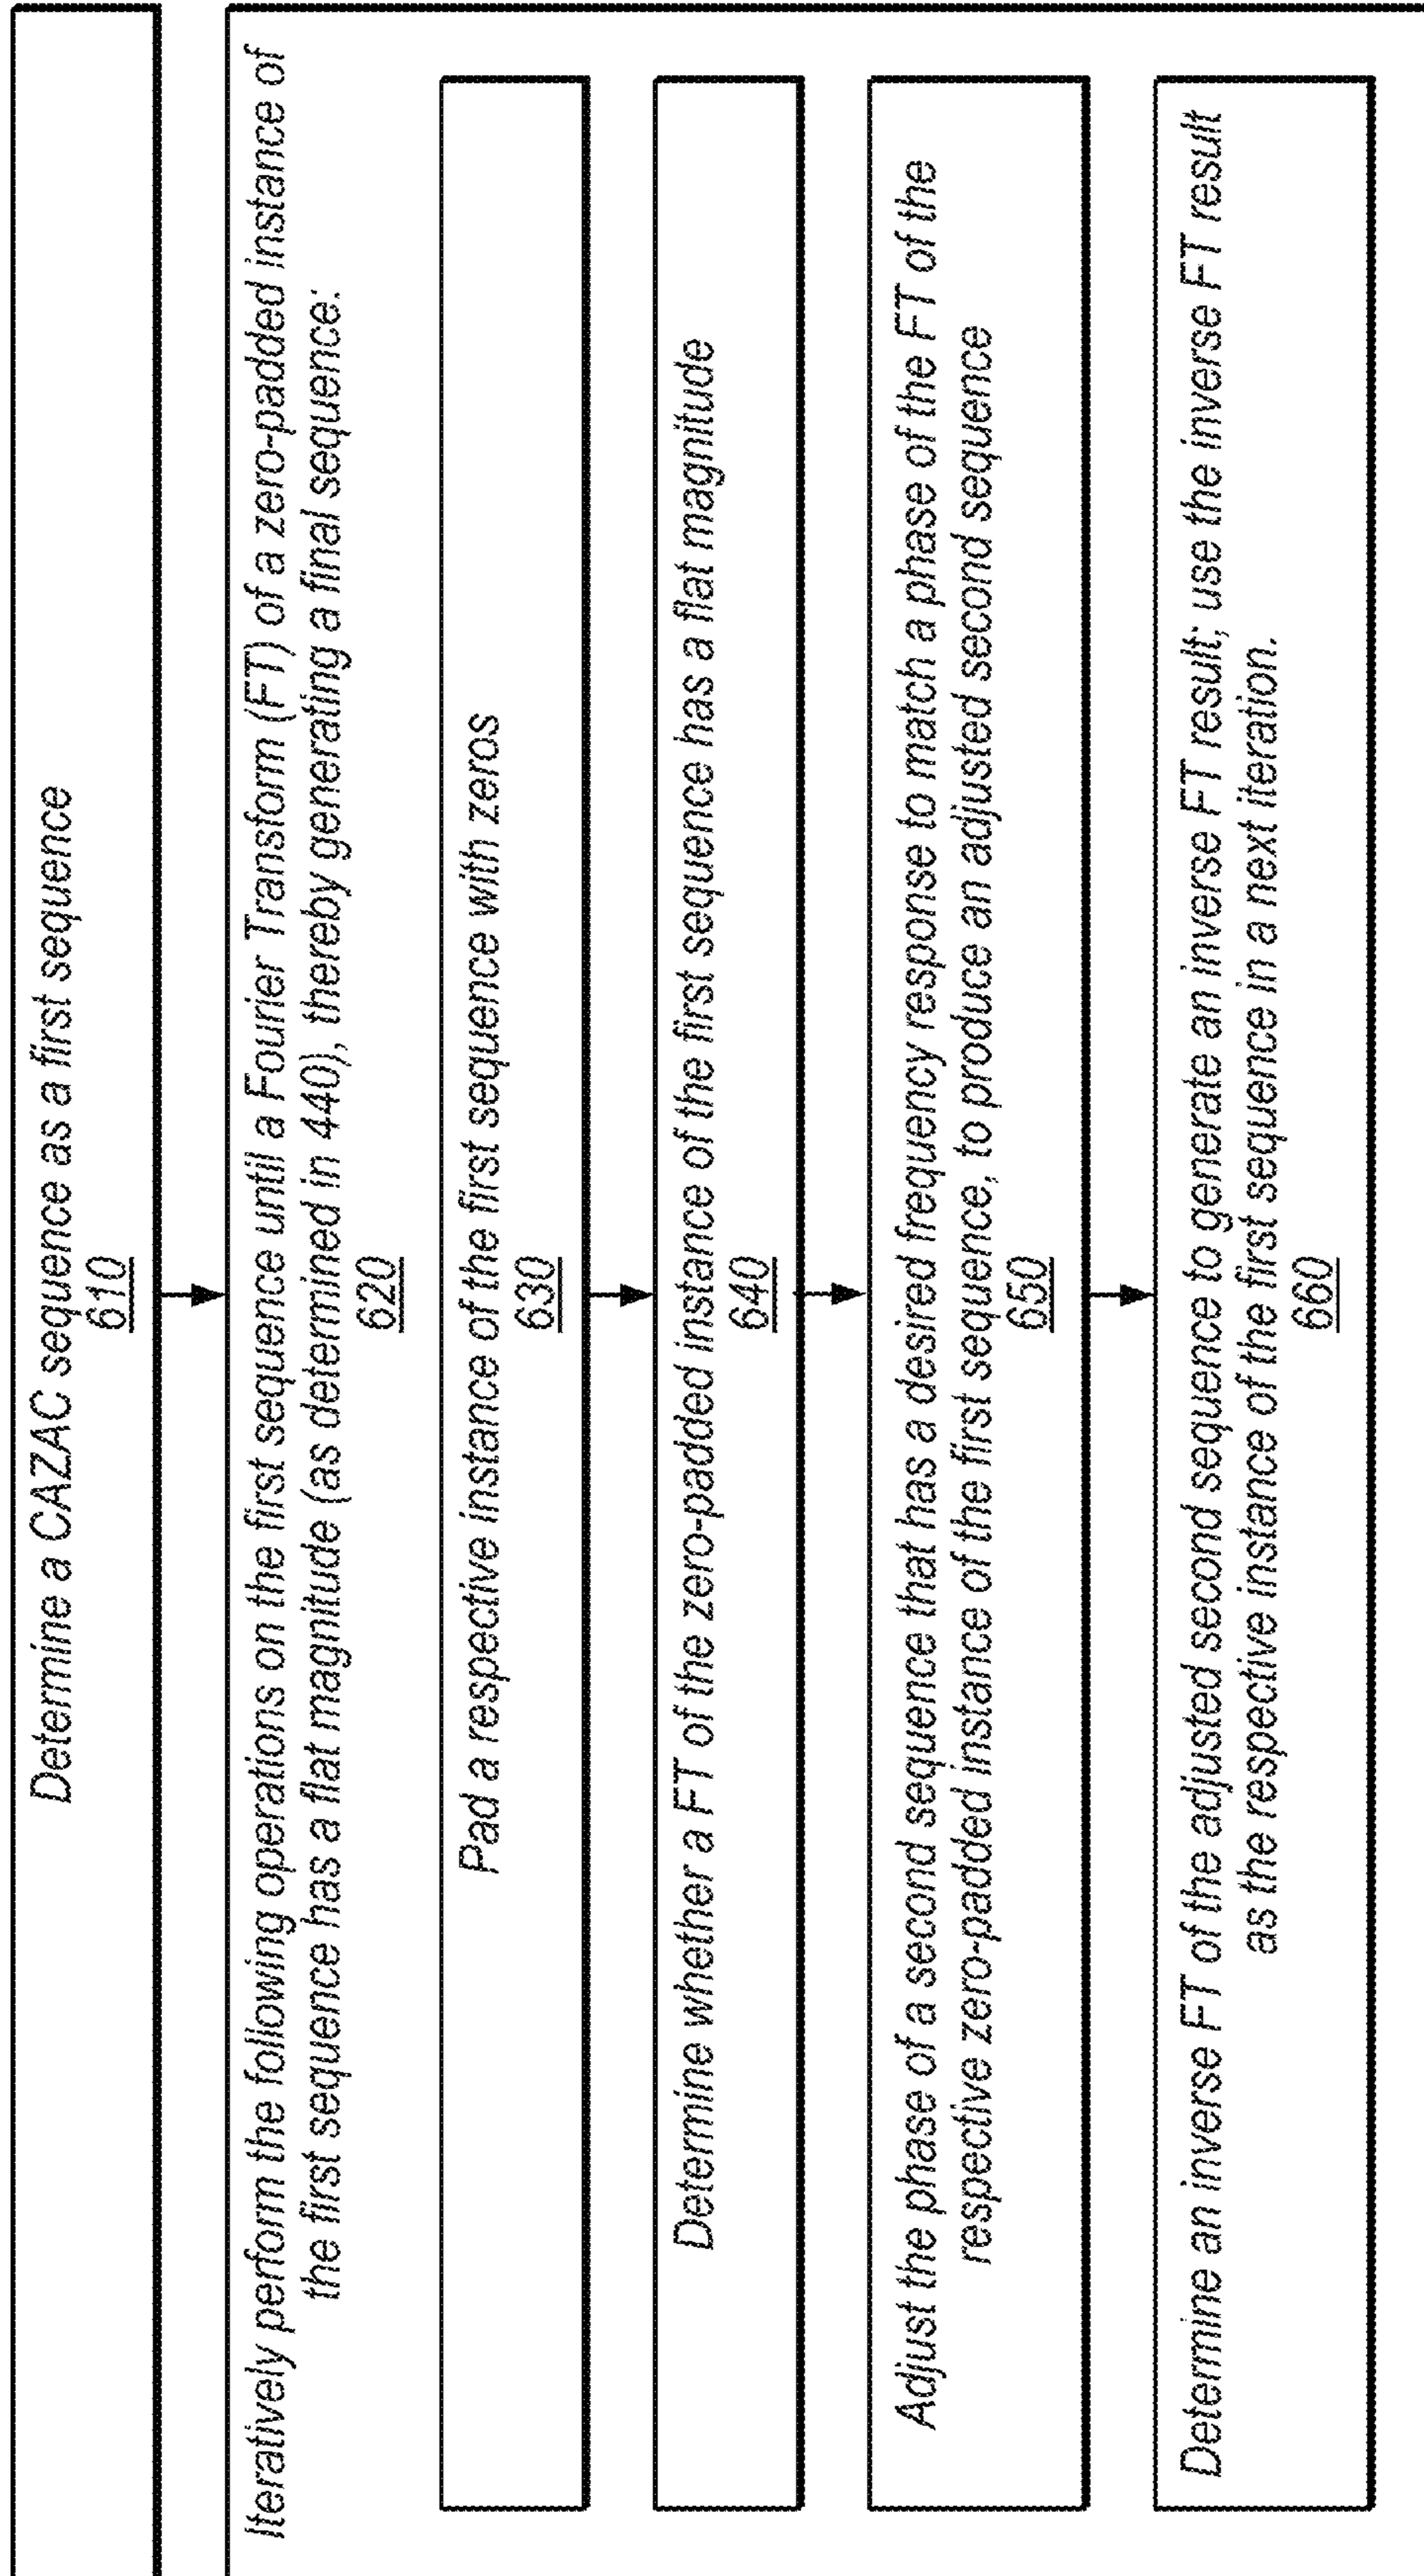 Determine a CAZAC sequence as a first sequence
610
Iteratively perform the following operations on the first sequence until a Fourier Transform (FT) of a zero-padded instance of
the first sequence has a flat magnitude (as determined in 440), thereby generating a final sequence:
620
Pad a respective instance of the first sequence with zeros
630
Determine whether a FT of the zero-padded instance of the first sequence has a flat magnitude
640
Adjust the phase of a second sequence that has a desired frequency response to match a phase of the FT of the
respective zero-padded instance of the first sequence, to produce an adjusted second sequence
650
Determine an inverse FT of the adjusted second sequence to generate an inverse FT result; use the inverse FT result
as the respective instance of the first sequence in a next iteration.
660